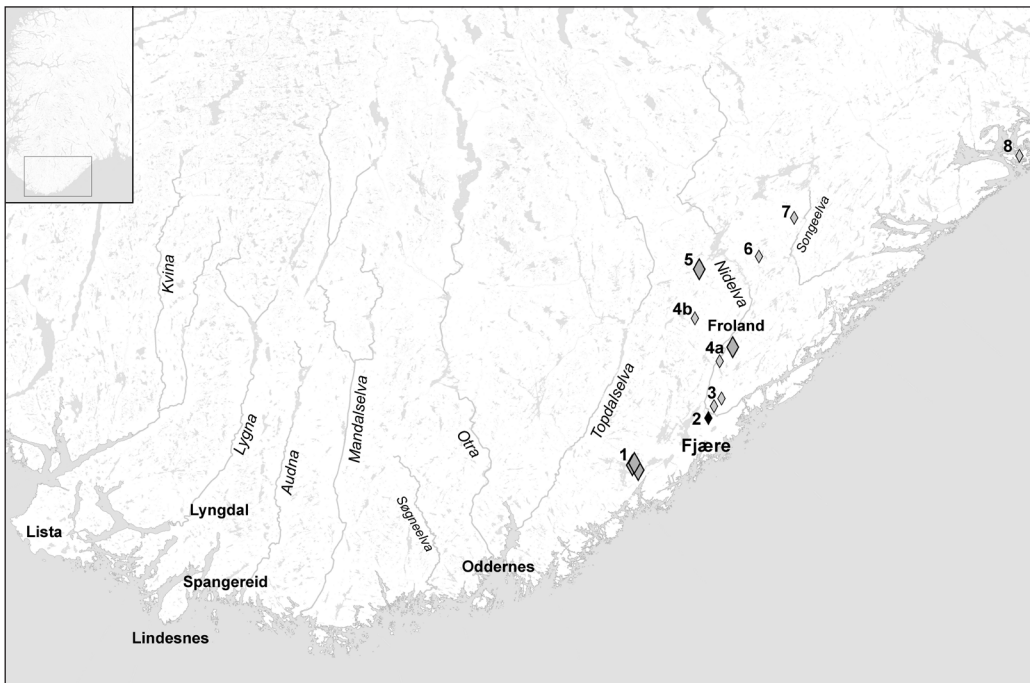 8
7
Songeelva
6
Kvina
5
Nidelva
4b
Froland
4a
Topdalselva
Mandalselva
3
2
Fjære
Lygna
Otra
Audna
1
Lyngdal
Søgneelva
Lista
Oddernes
Spangereid
Lindesnes